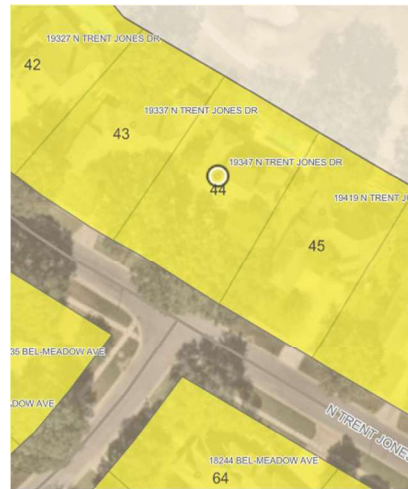 19327 N TRENT JONES DR
42
19337 N TRENT JONES DR
43
19347 N TRENT JONES DR
44
19419 N TRENT J
45
35 BEL-MEADOW AVE
DOW AVE
N TRENT JONES
18244 BEL-MEADOW AVE
64